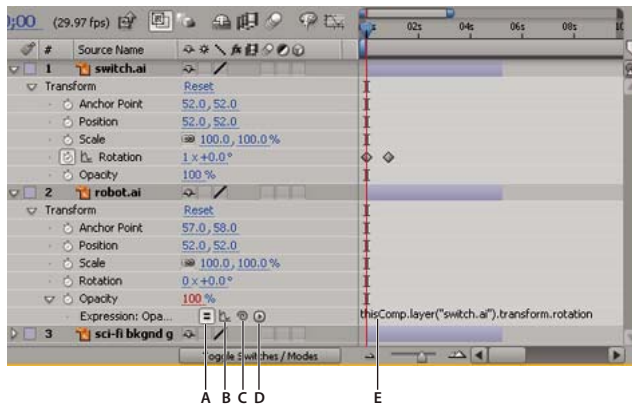 ;00 (29.97 fps)
02s 04s 06s 08s
# Source Name
1 switch.ai
Transform Reset
Anchor Point 52.0, 52.0
Position 52.0, 52.0
Scale 100.0, 100.0 %
Rotation 1 x +0.0°
Opacity 100 %
2 robot.ai
Transform Reset
Anchor Point 57.0, 58.0
Position 52.0, 52.0
Scale 100.0, 100.0 %
Rotation 0 x +0.0°
Opacity 100 %
Expression: Opa... thisComp.layer("switch.ai").transform.rotation
3 sci-fi bkgnd g
Toggle Switches / Modes
A B C D E